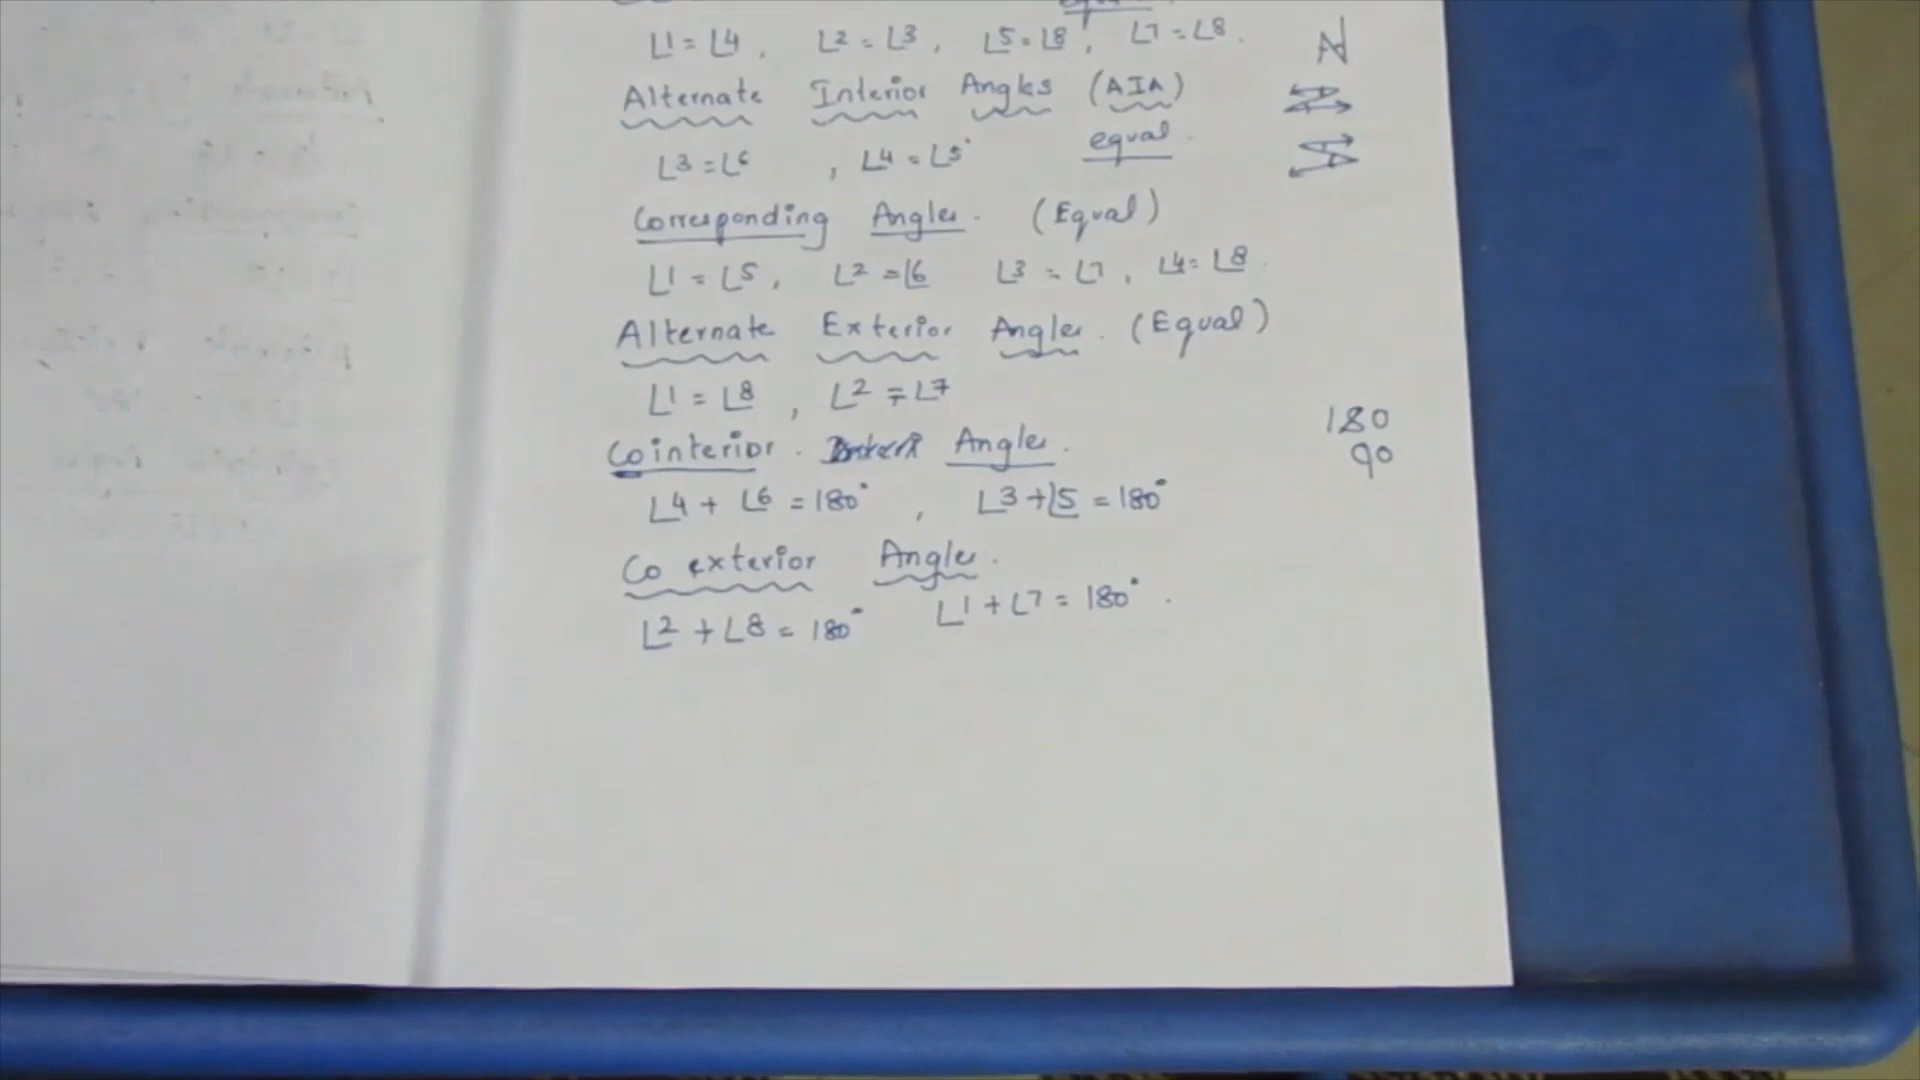 ∠1 = ∠4, ∠2 = ∠3, ∠5 = ∠8, ∠7 = ∠8.
Alternate Interior Angles (AIA)
equal.
∠3 = ∠6, ∠4 = ∠5
Corresponding Angles. (Equal)
∠1 = ∠5, ∠2 = ∠6 ∠3 = ∠7, ∠4 = ∠8
Alternate Exterior Angles. (Equal)
∠1 = ∠8, ∠2 = ∠7
180
Cointerior. Angles.
90
∠4 + ∠6 = 180°, ∠3 + ∠5 = 180°
Co exterior Angles.
∠2 + ∠8 = 180° ∠1 + ∠7 = 180°.